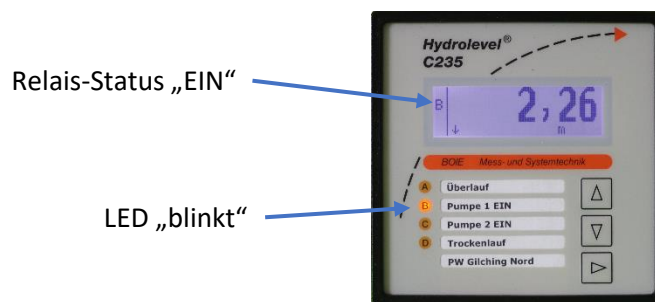 Hydrolevel®
C235
Relais-Status „EIN“
B
2,26
m
BOIE Mess- und Systemtechnik
A Überlauf
B Pumpe 1 EIN
LED „blinkt“
C Pumpe 2 EIN
D Trockenlauf
PW Gilching Nord